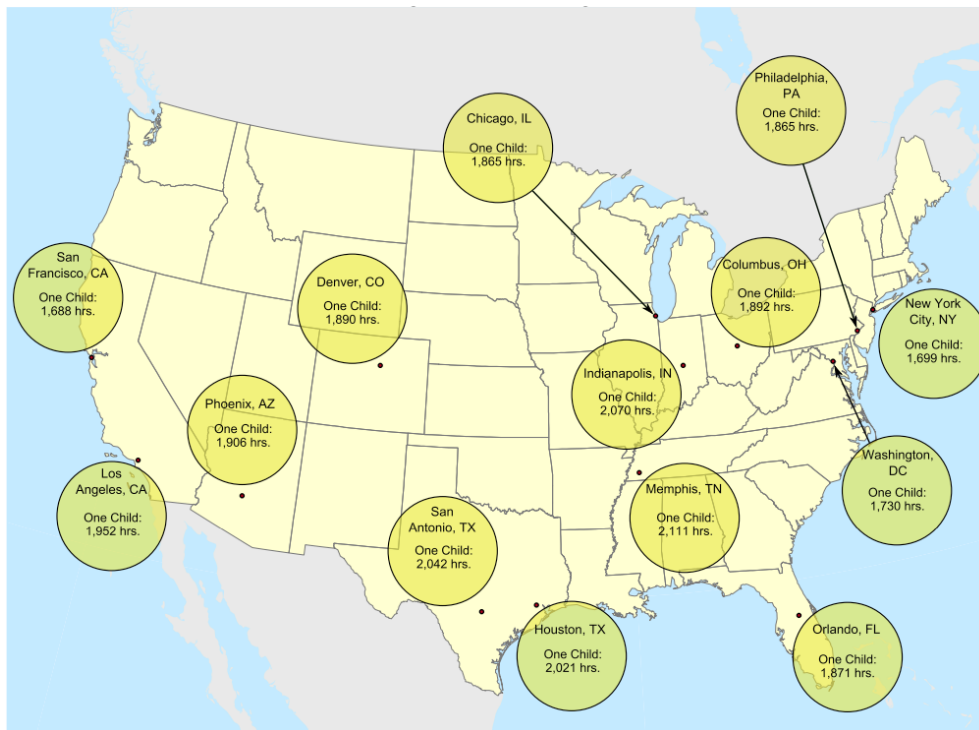 Philadelphia,
PA
One Child:
1,865 hrs.
Chicago, IL
One Child:
1,865 hrs.
San
Francisco, CA
One Child:
1,688 hrs.
Denver, CO
One Child:
1,890 hrs.
Columbus, OH
One Child:
1,892 hrs.
New York
City, NY
One Child:
1,699 hrs.
Phoenix, AZ
One Child:
1,906 hrs.
Indianapolis, IN
One Child:
2,070 hrs.
Los
Angeles, CA
One Child:
1,952 hrs.
San
Antonio, TX
One Child:
2,042 hrs.
Memphis, TN
One Child:
2,111 hrs.
Washington,
DC
One Child:
1,730 hrs.
Houston, TX
One Child:
2,021 hrs.
Orlando, FL
One Child:
1,871 hrs.